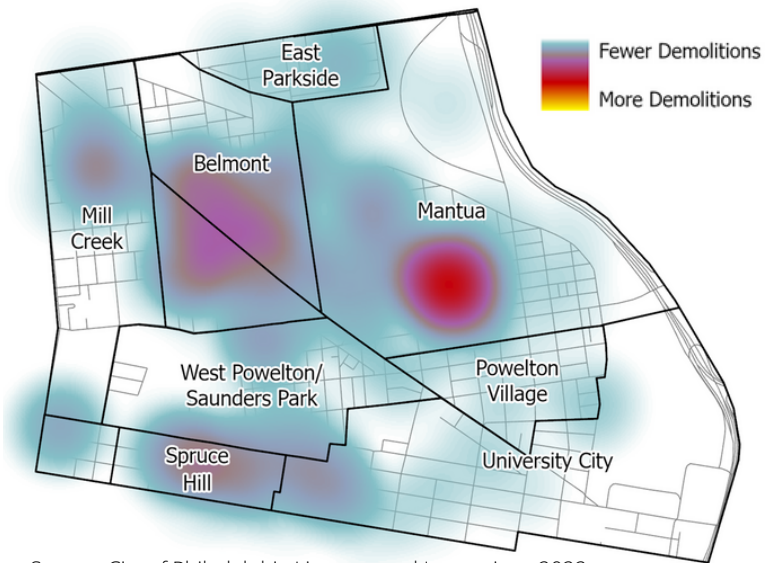 East
Parkside
Fewer Demolitions
More Demolitions
Belmont
Mill
Creek
Mantua
West Powelton/
Saunders Park
Powelton
Village
Spruce
Hill
University City